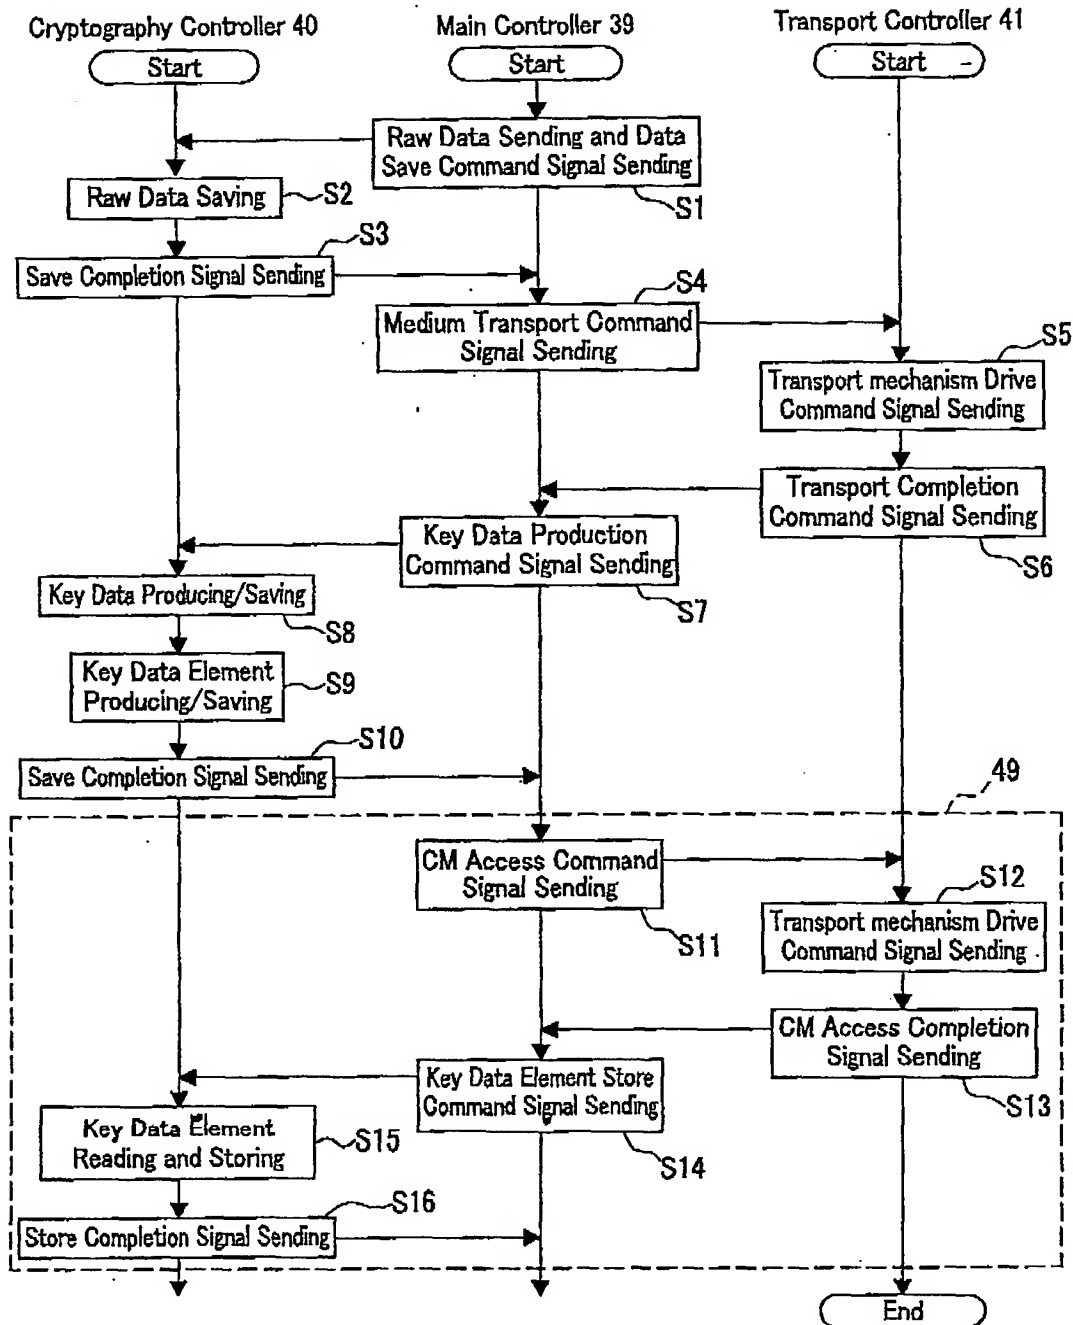 Cryptography Controller 40
Main Controller 39
Transport Controller 41
Start
Start
Start
Raw Data Sending and Data
Save Command Signal Sending
S1
Raw Data Saving
S2
S3
Save Completion Signal Sending
S4
Medium Transport Command
Signal Sending
S5
Transport mechanism Drive
Command Signal Sending
Transport Completion
Command Signal Sending
S6
Key Data Production
Command Signal Sending
S7
Key Data Producing/Saving
S8
Key Data Element
Producing/Saving
S9
S10
Save Completion Signal Sending
49
CM Access Command
Signal Sending
S11
S12
Transport mechanism Drive
Command Signal Sending
CM Access Completion
Signal Sending
S13
Key Data Element Store
Command Signal Sending
S14
Key Data Element
Reading and Storing
S15
S16
Store Completion Signal Sending
End